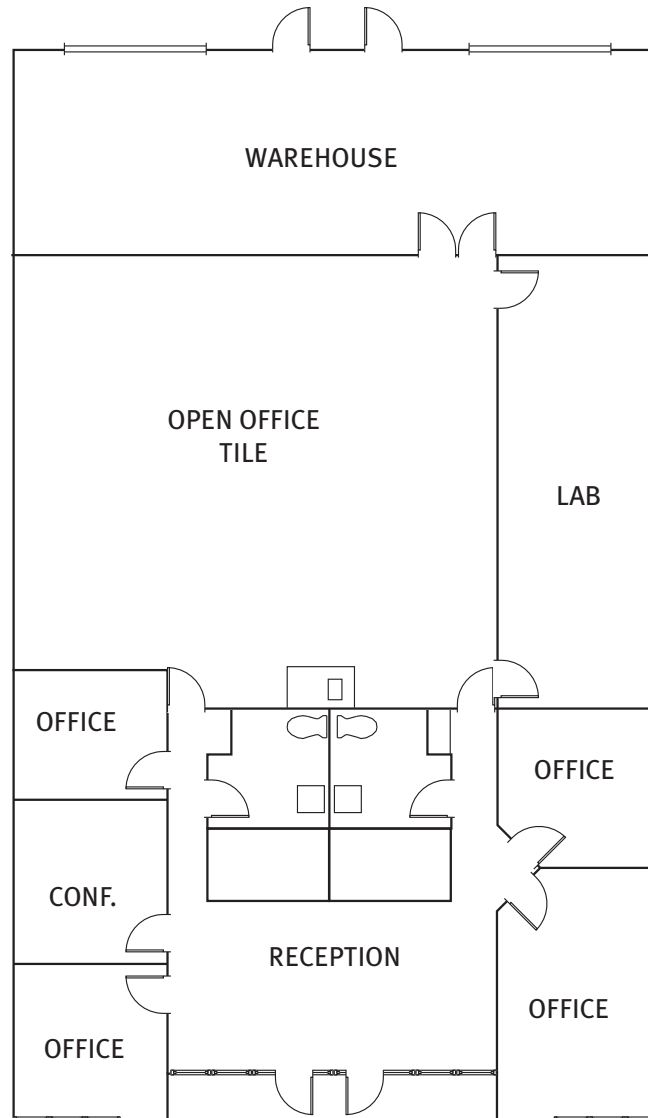 WAREHOUSE
OPEN OFFICE
TILE
LAB
OFFICE
OFFICE
CONF.
RECEPTION
OFFICE
OFFICE